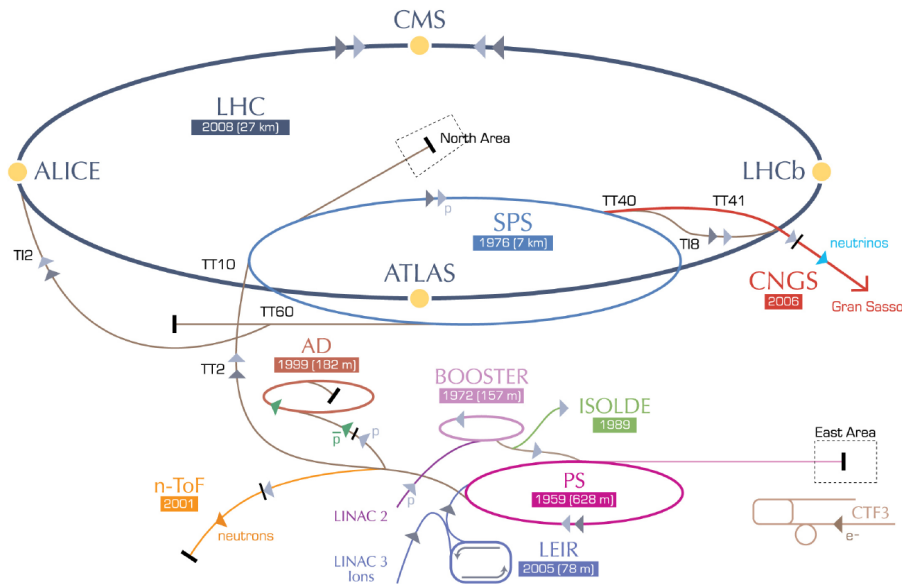 CMS
LHC
2008 (27 km)
North Area
ALICE
LHCb
TT40
TT41
p
SPS
1976 (7 km)
TI8
neutrinos
TI2
TT10
ATLAS
CNGS
2006
Gran Sasso
TT60
AD
1999 (182 m)
TT2
BOOSTER
1972 (157 m)
ISOLDE
1989
p
p
East Area
n-ToF
2001
PS
1959 (628 m)
p
LINAC 2
neutrons
CTF3
e-
LEIR
2005 (78 m)
LINAC 3
Ions